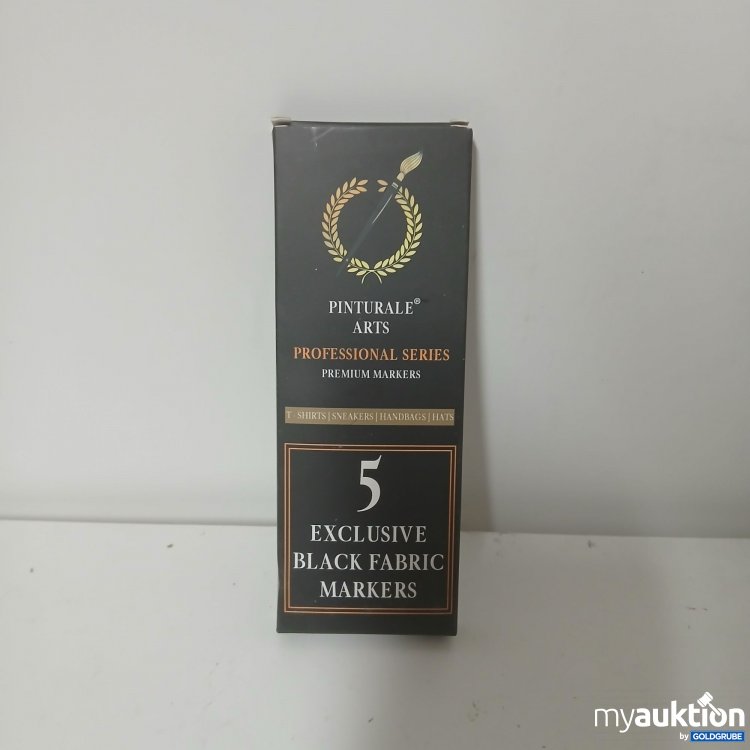 PINTURALE®
ARTS
PROFESSIONAL SERIES
PREMIUM MARKERS
T - SHIRTS | SNEAKERS | HANDBAGS | HATS
5
EXCLUSIVE
BLACK FABRIC
MARKERS
myauktion
by GOLDGRUBE